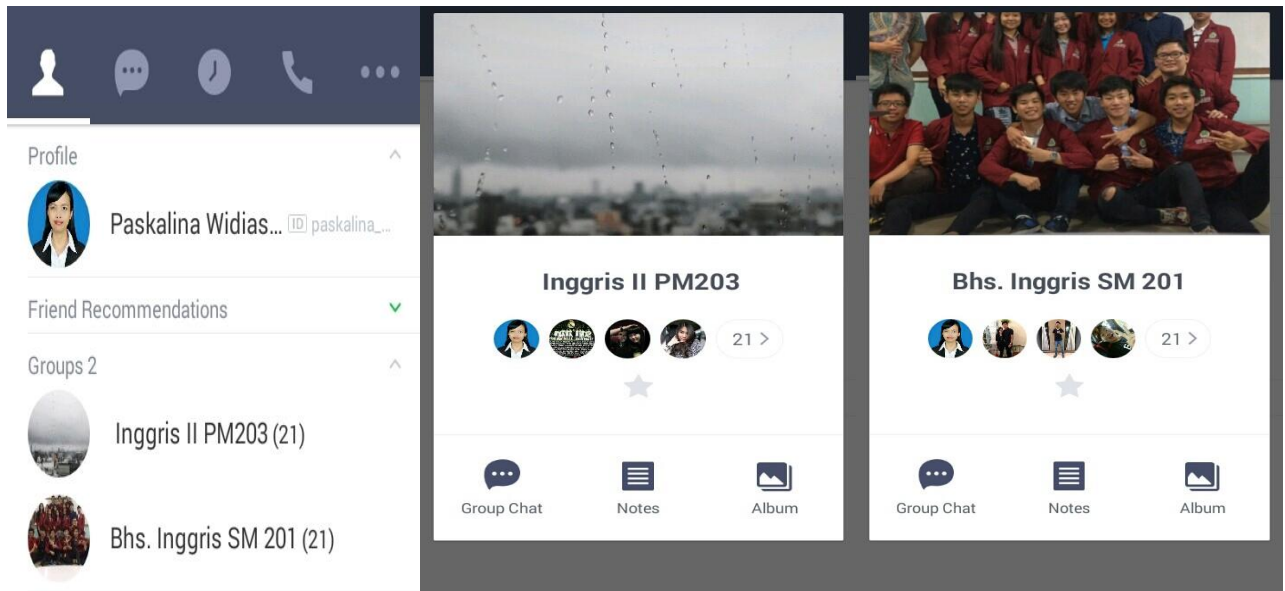 Profile
Paskalina Widias... ID paskalina_...
Friend Recommendations
Groups 2
Inggris II PM203 (21)
Bhs. Inggris SM 201 (21)
Inggris II PM203
21 >
Group Chat Notes Album
Bhs. Inggris SM 201
21 >
Group Chat Notes Album